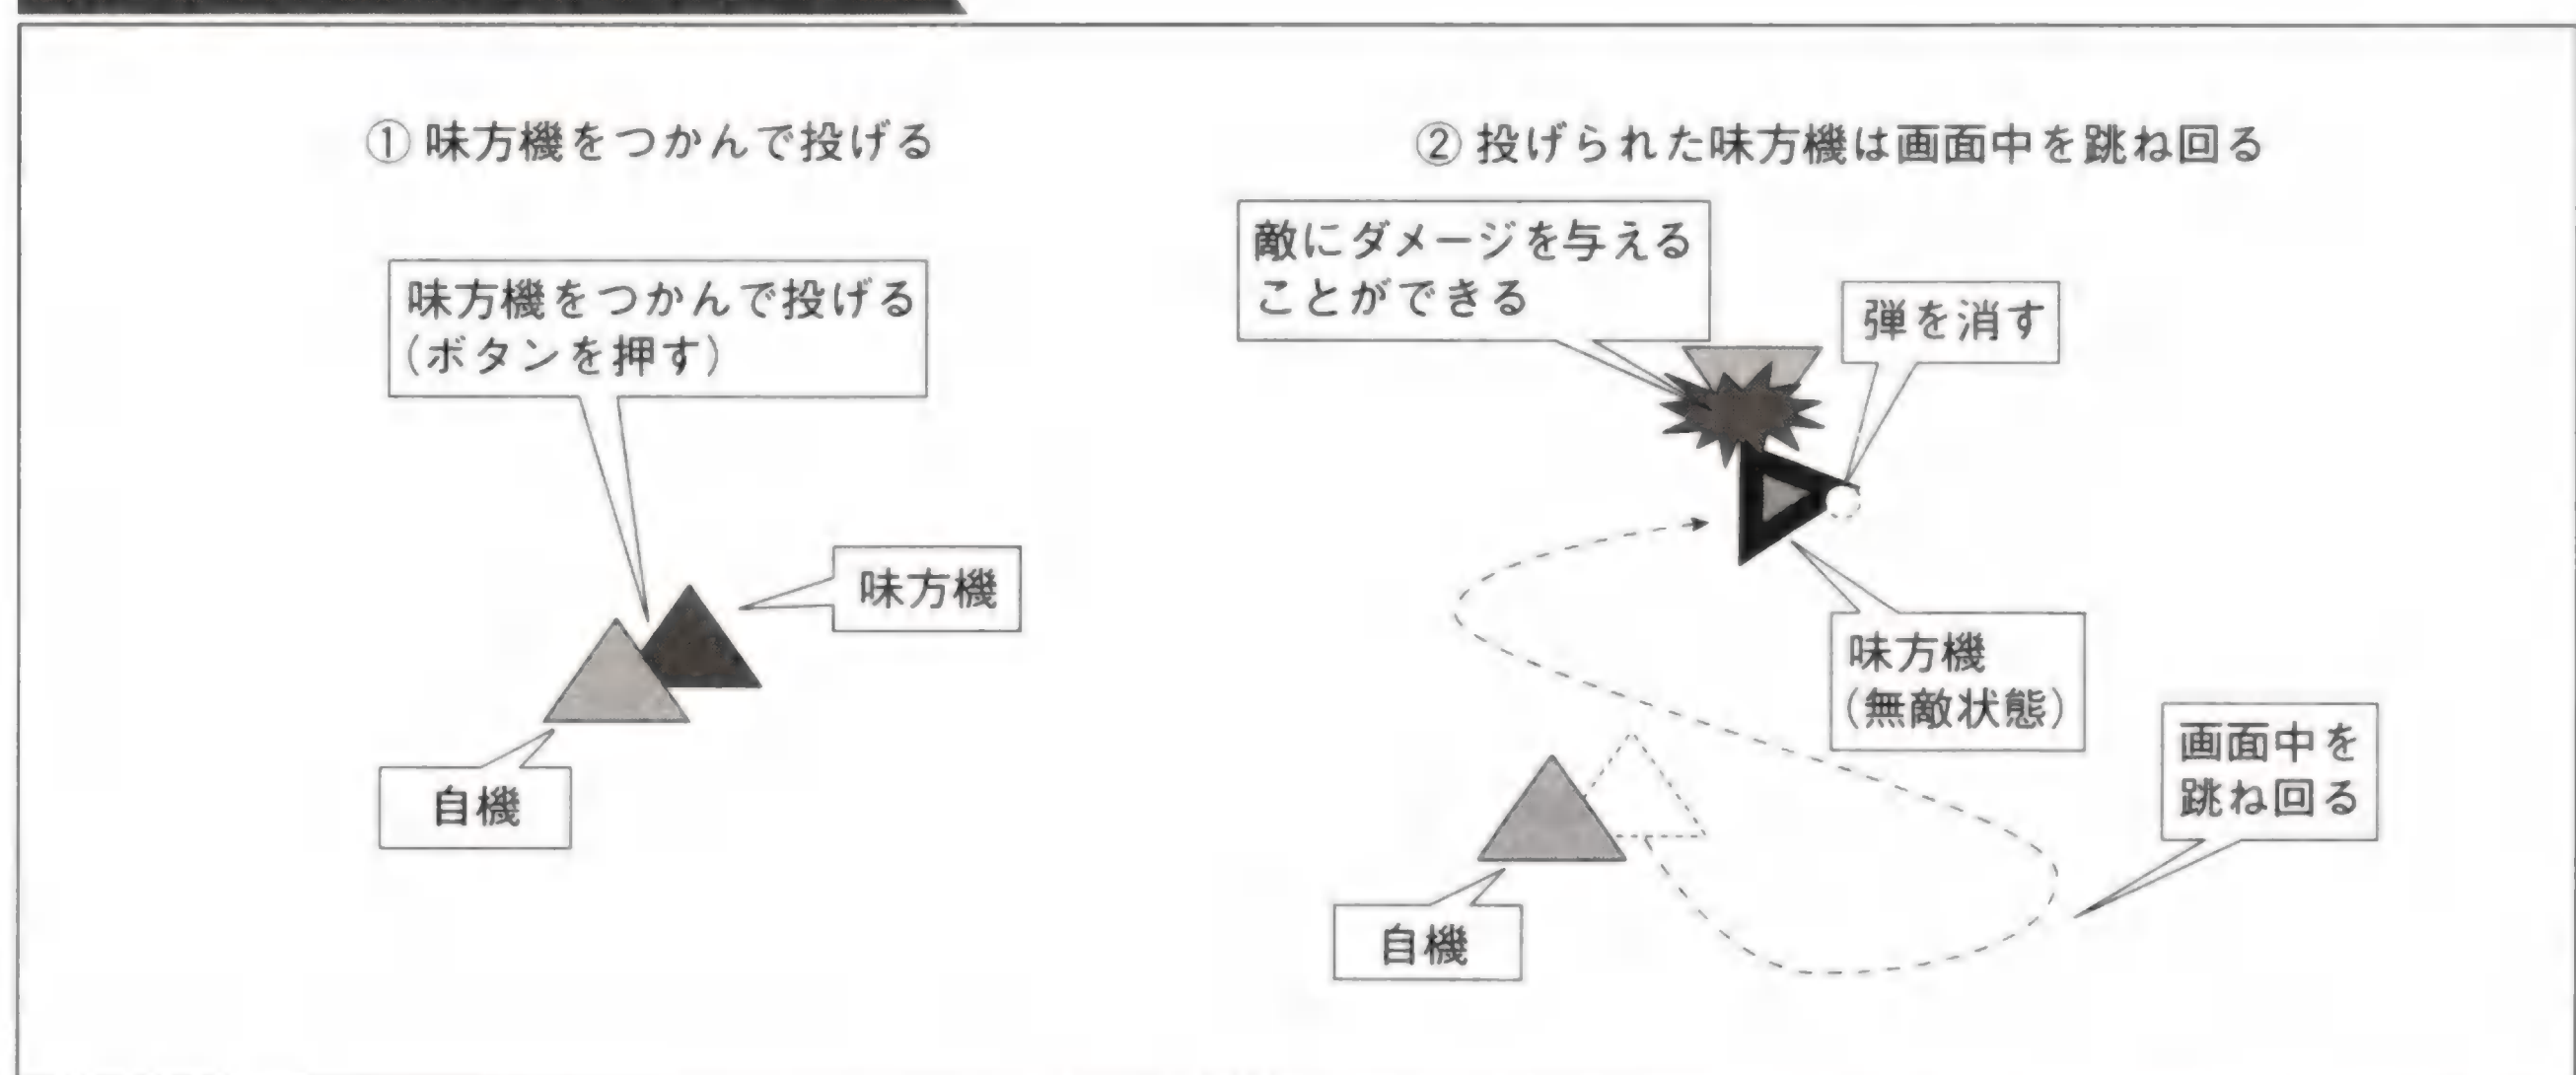 ① 味方機をつかんで投げる
味方機をつかんで投げる
(ボタンを押す)
味方機
自機
② 投げられた味方機は画面中を跳ね回る
敵にダメージを与える
ことができる
弾を消す
味方機
(無敵状態)
画面中を
跳ね回る
自機